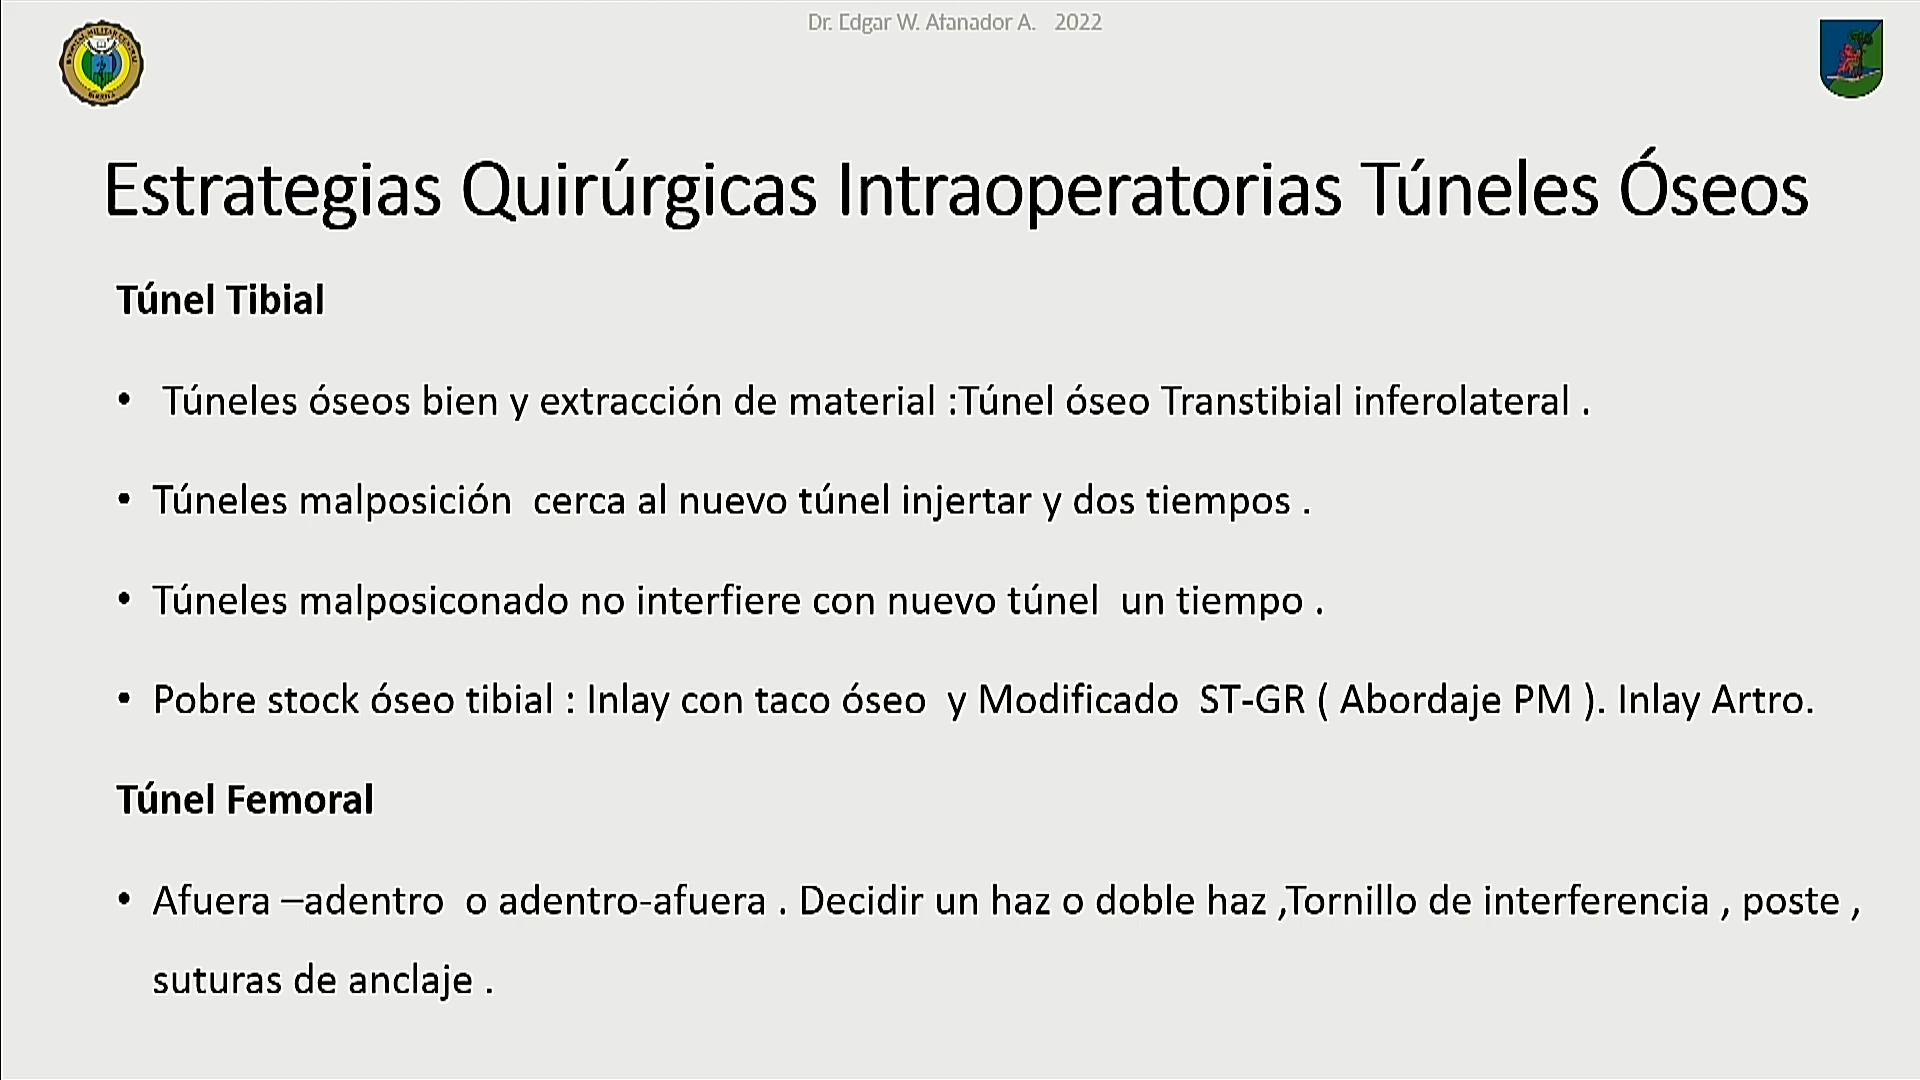 Dr. Edgar W. Afanador A. 2022
Estrategias Quirúrgicas Intraoperatorias Túneles Óseos
Túnel Tibial
• Túneles óseos bien y extracción de material :Túnel óseo Transtibial inferolateral .
• Túneles malposición cerca al nuevo túnel injertar y dos tiempos .
• Túneles malposiconado no interfiere con nuevo túnel un tiempo .
• Pobre stock óseo tibial : Inlay con taco óseo y Modificado ST-GR ( Abordaje PM ). Inlay Artro.
Túnel Femoral
• Afuera –adentro o adentro-afuera . Decidir un haz o doble haz ,Tornillo de interferencia , poste ,
suturas de anclaje .